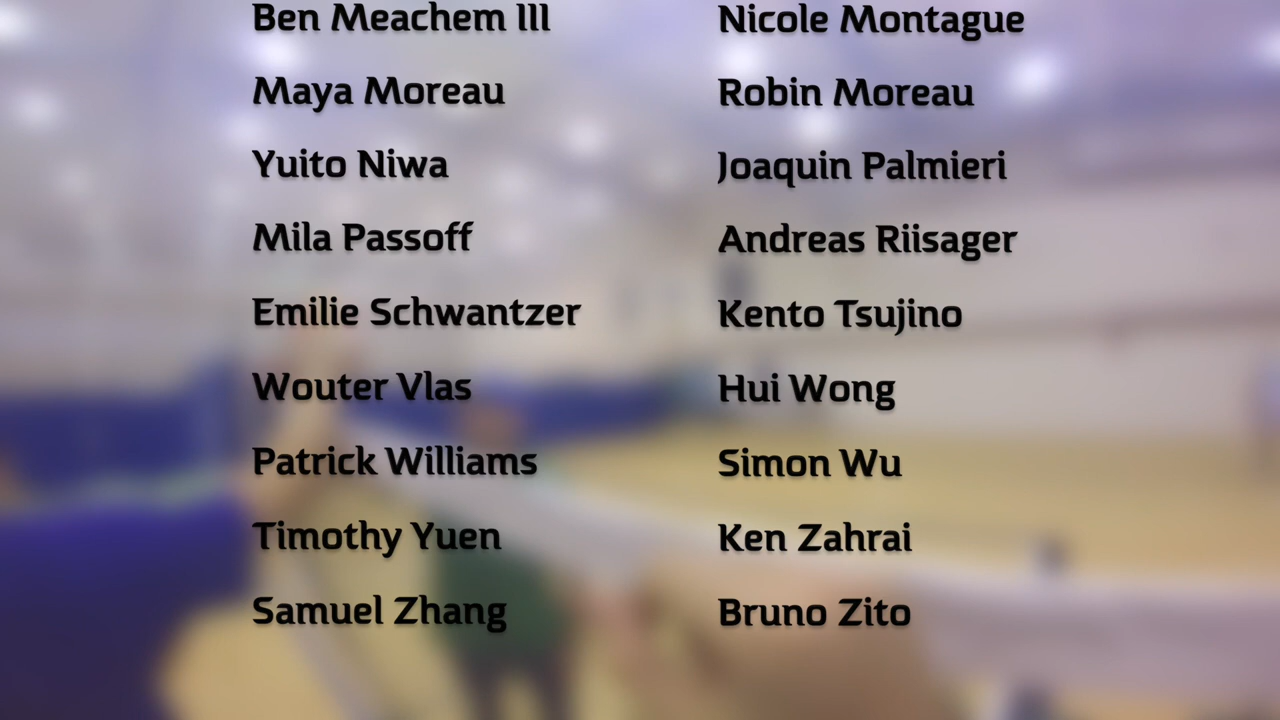 Ben Meachem III
Nicole Montague
Maya Moreau
Robin Moreau
Yuito Niwa
Joaquin Palmieri
Mila Passoff
Andreas Riisager
Emilie Schwantzer
Kento Tsujino
Wouter Vlas
Hui Wong
Patrick Williams
Simon Wu
Timothy Yuen
Ken Zahrai
Samuel Zhang
Bruno Zito